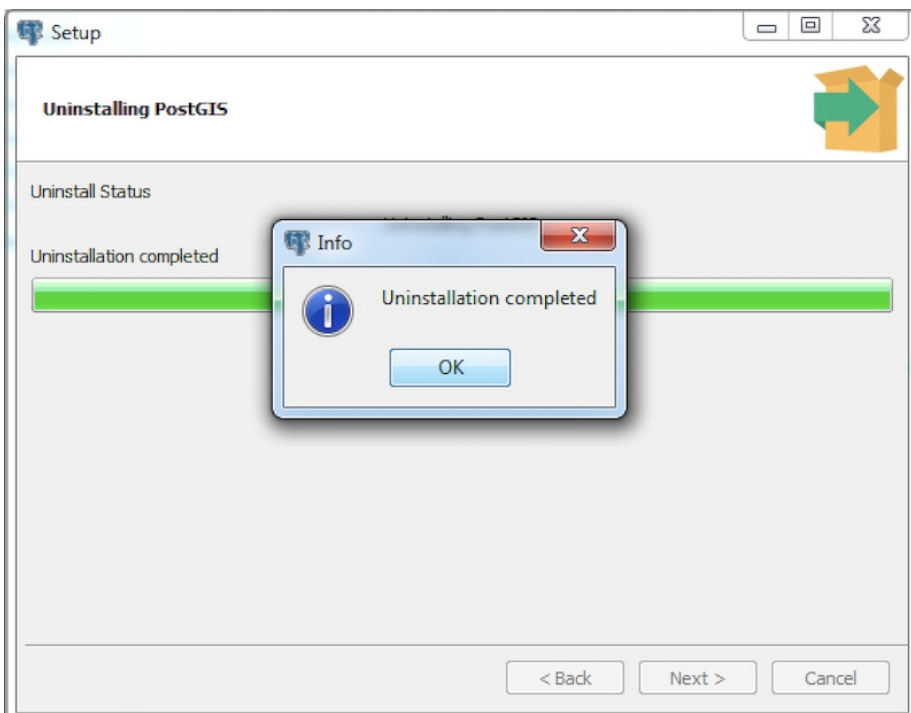 Setup
Uninstalling PostGIS
Uninstall Status
Info
Uninstallation completed
Uninstallation completed
OK
< Back
Next >
Cancel